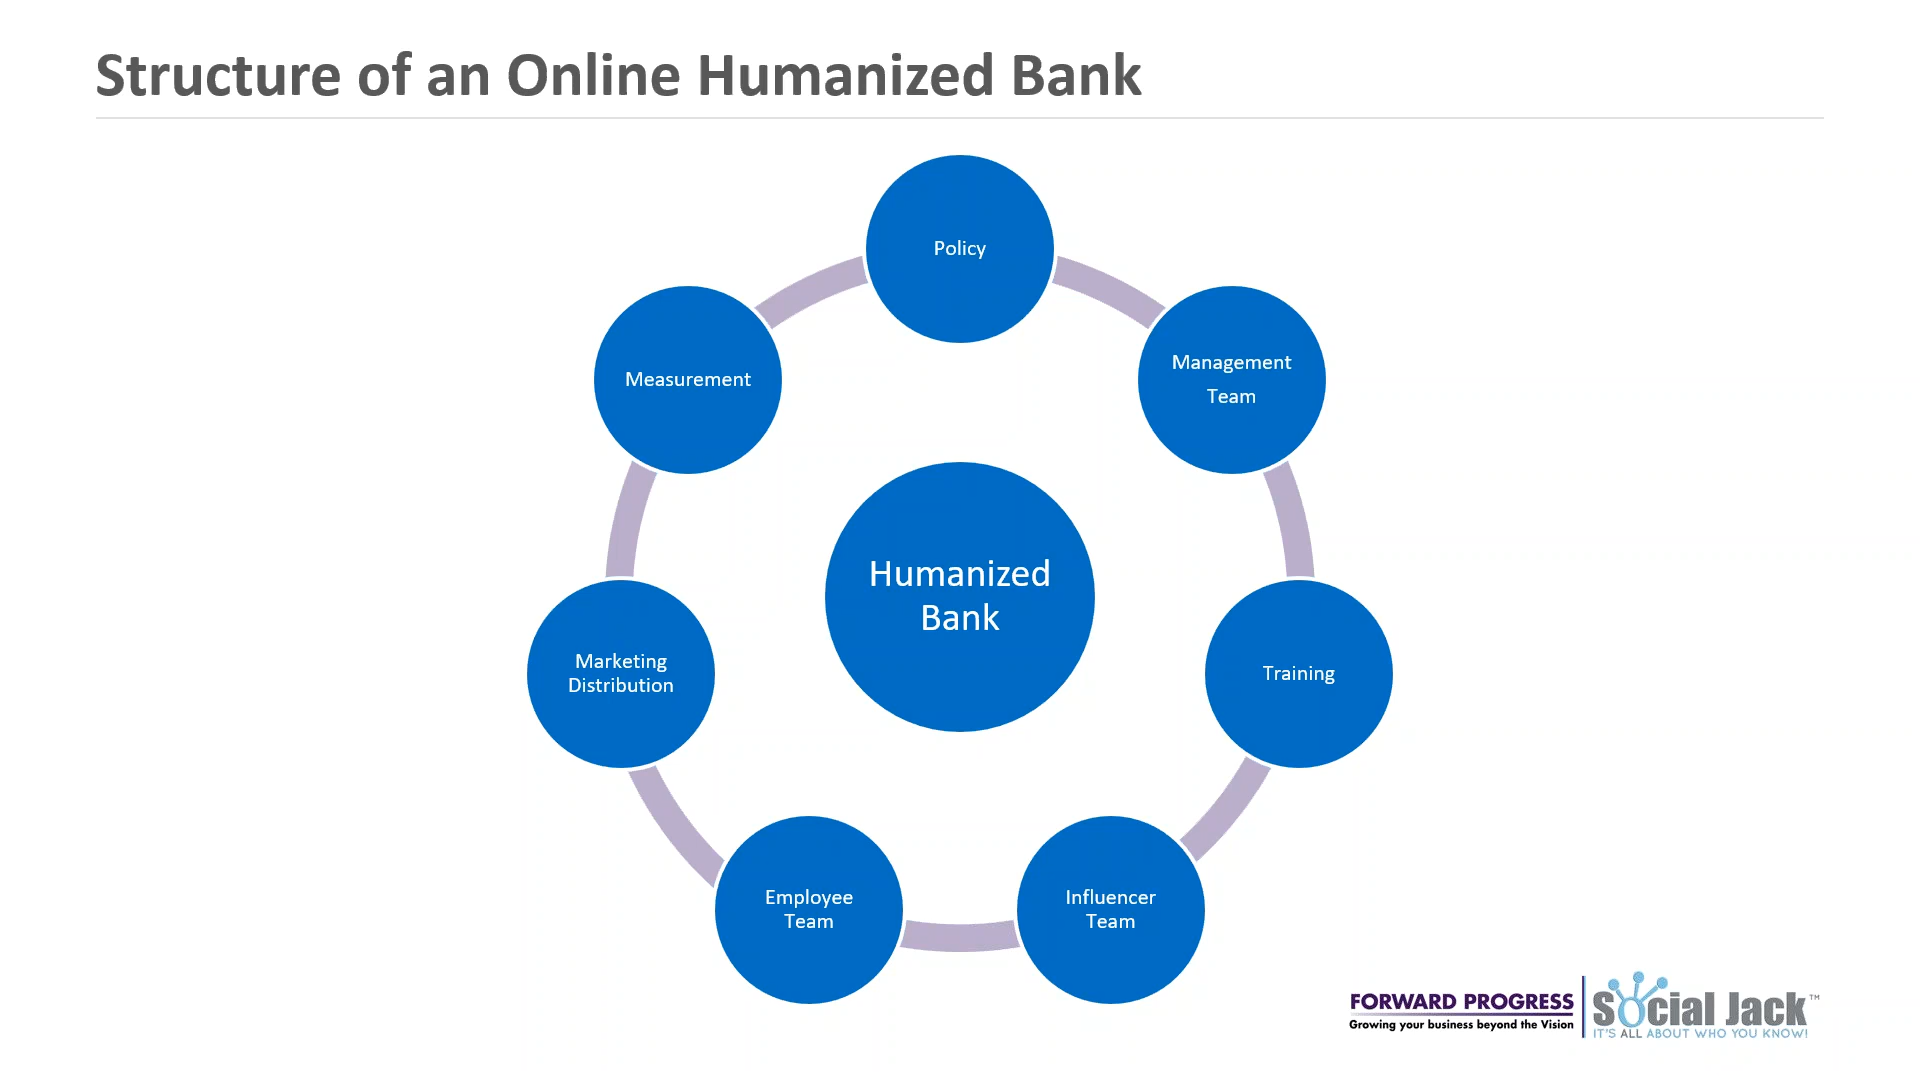 Structure of an Online Humanized Bank
Policy
Management
Team
Training
Influencer
Team
Employee
Team
Marketing
Distribution
Measurement
Humanized
Bank
FORWARD PROGRESS
Growing your business beyond the Vision
Social Jack™
IT'S ALL ABOUT WHO YOU KNOW!